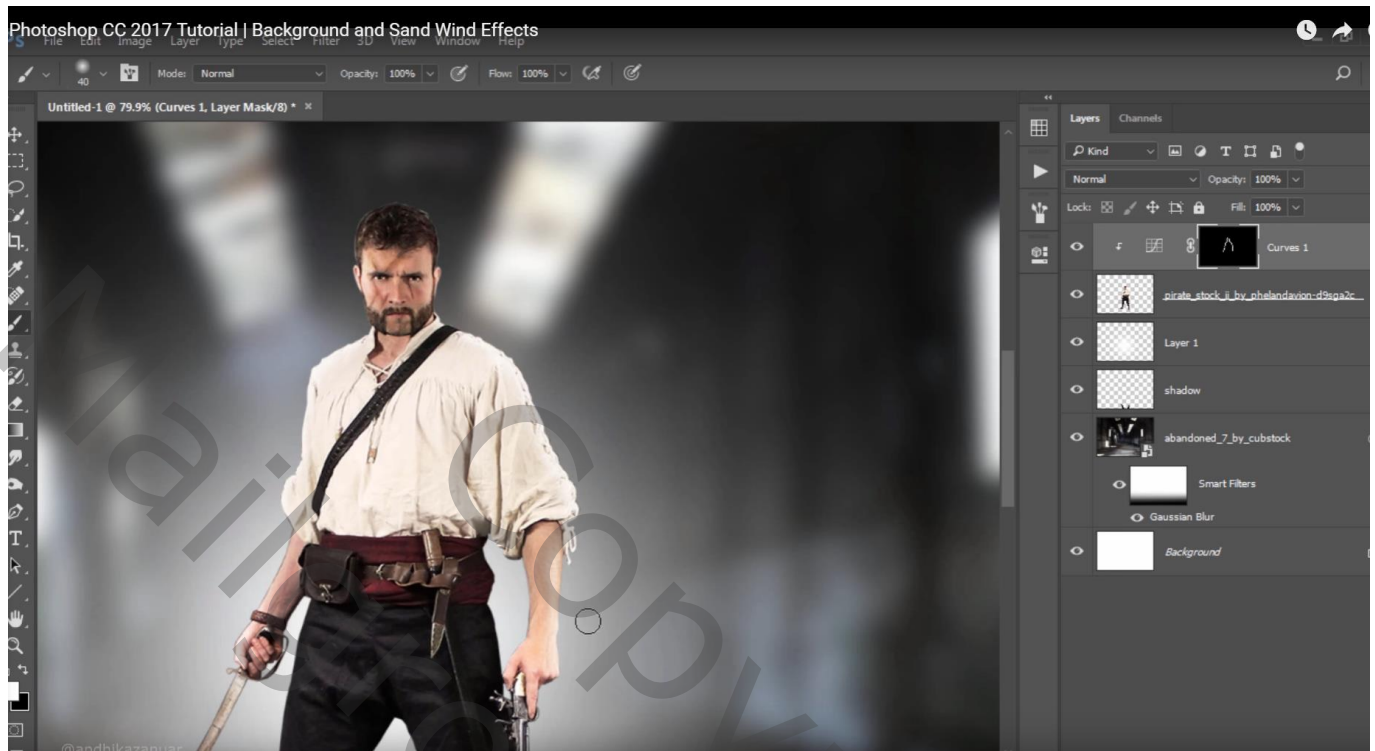 Photoshop CC 2017 Tutorial | Background and Sand Wind Effects
File Edit Image Layer Type Select Filter 3D View Window Help
40 Mode: Normal Opacity: 100% Flow: 100%
Untitled-1 @ 79.9% (Curves 1, Layer Mask/8) * ×
Layers Channels
Kind
Normal Opacity: 100%
Lock: Fill: 100%
Curves 1
pirate_stock_ii_by_phelandavion-d9sga2c
Layer 1
shadow
abandoned_7_by_cubstock
Smart Filters
Gaussian Blur
Background
Copy
@andhikazanuar